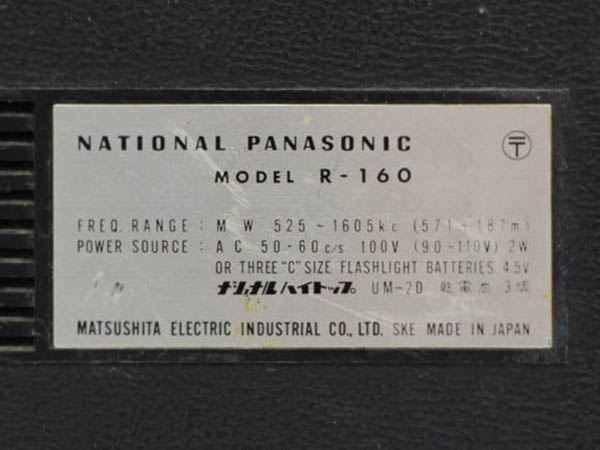 NATIONAL PANASONIC 〶
MODEL R-160
FREQ. RANGE : MW 525 ~ 1605kc (571 ~ 187m)
POWER SOURCE : AC 50-60c/s 100V (90~110V) 2W
OR THREE "C" SIZE FLASHLIGHT BATTERIES 4.5V
ナショナルハイトップ UM-2D 乾電池 3個
MATSUSHITA ELECTRIC INDUSTRIAL CO., LTD. SKE MADE IN JAPAN